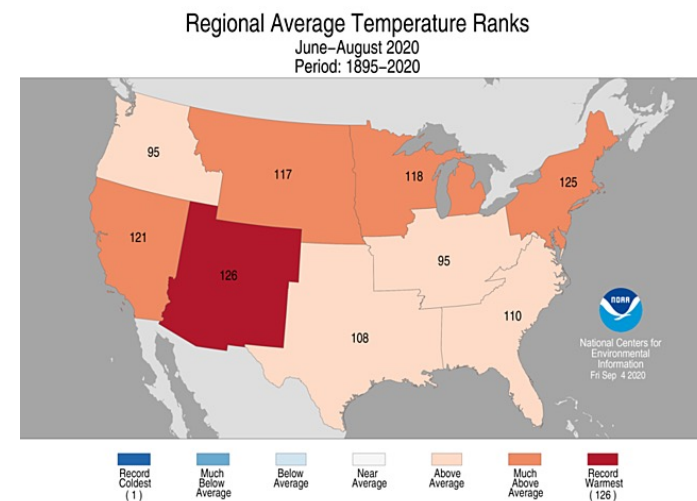 Regional Average Temperature Ranks
June–August 2020
Period: 1895–2020
95
117
118
125
121
126
95
110
108
NOAA
National Centers for
Environmental
Information
Fri Sep 4 2020
Record
Coldest
(1)
Much
Below
Average
Below
Average
Near
Average
Above
Average
Much
Above
Average
Record
Warmest
(126)